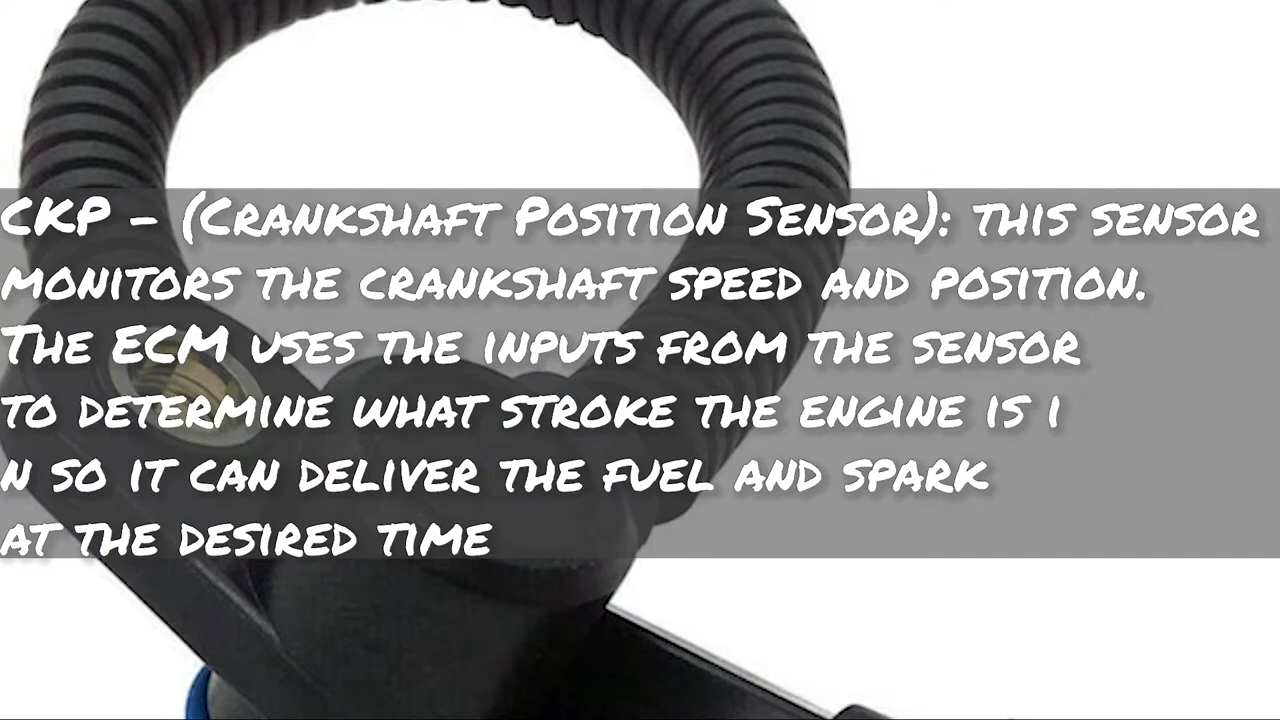 CKP - (Crankshaft Position Sensor): this sensor
monitors the crankshaft speed and position.
The ECM uses the inputs from the sensor
to determine what stroke the engine is i
n so it can deliver the fuel and spark
at the desired time